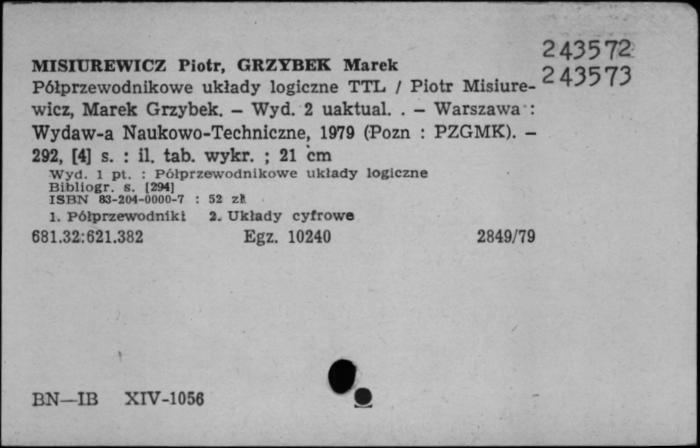 243572
243573
MISIUREWICZ Piotr, GRZYBEK Marek
Półprzewodnikowe układy logiczne TTL / Piotr Misiure-
wicz, Marek Grzybek. – Wyd. 2 uaktual. . – Warszawa :
Wydaw-a Naukowo-Techniczne, 1979 (Pozn : PZGMK). –
292, [4] s. : il. tab. wykr. ; 21 cm
Wyd. 1 pt. : Półprzewodnikowe układy logiczne
Bibliogr. s. [294]
ISBN 83-204-0000-7 : 52 zł
1. Półprzewodniki 2. Układy cyfrowe
681.32:621.382 Egz. 10240 2849/79
BN—IB XIV-1056